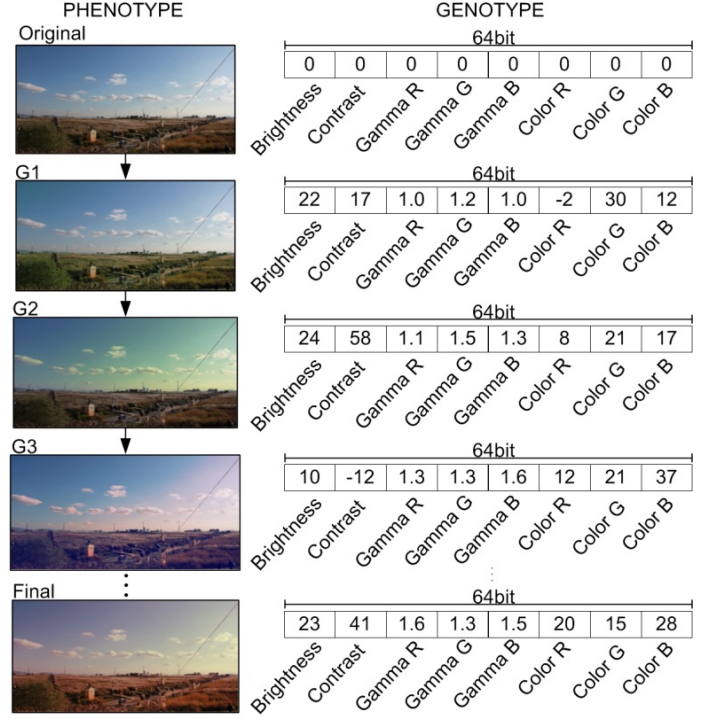 PHENOTYPE GENOTYPE
Original
64bit
0 0 0 0 0 0 0 0
Brightness Contrast Gamma R Gamma G Gamma B Color R Color G Color B
G1
64bit
22 17 1.0 1.2 1.0 -2 30 12
Brightness Contrast Gamma R Gamma G Gamma B Color R Color G Color B
G2
64bit
24 58 1.1 1.5 1.3 8 21 17
Brightness Contrast Gamma R Gamma G Gamma B Color R Color G Color B
G3
64bit
10 -12 1.3 1.3 1.6 12 21 37
Brightness Contrast Gamma R Gamma G Gamma B Color R Color G Color B
Final
64bit
23 41 1.6 1.3 1.5 20 15 28
Brightness Contrast Gamma R Gamma G Gamma B Color R Color G Color B